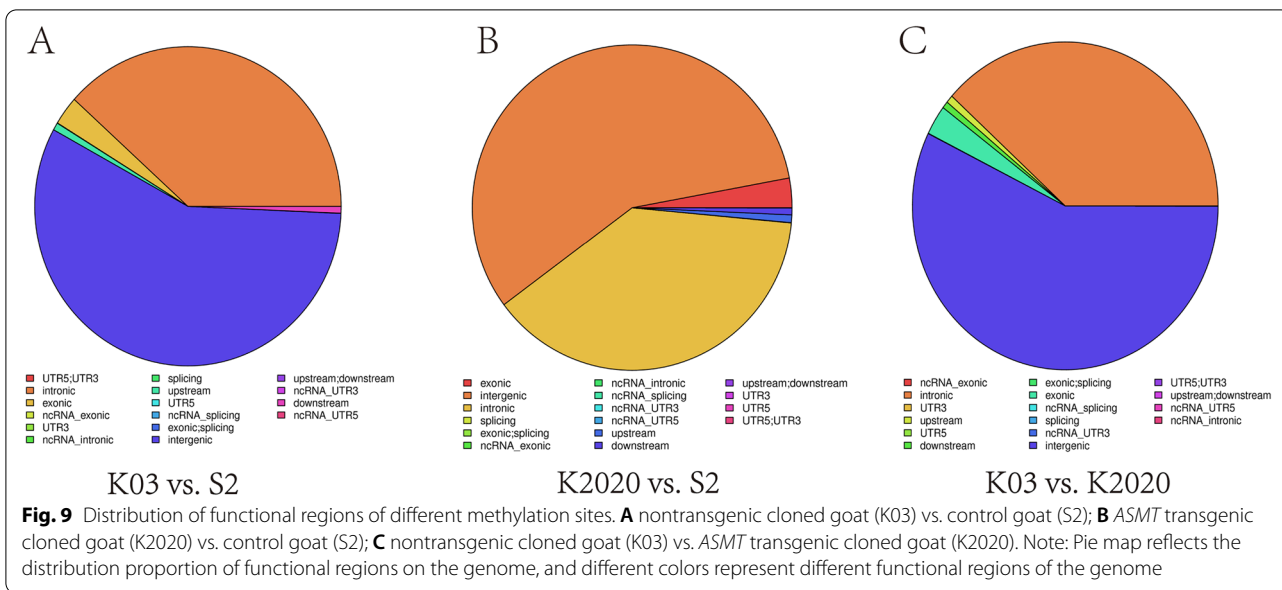 A
B
C
UTR5;UTR3
intronic
exonic
ncRNA_exonic
UTR3
ncRNA_intronic
splicing
upstream
UTR5
ncRNA_splicing
exonic;splicing
intergenic
upstream;downstream
ncRNA_UTR3
downstream
ncRNA_UTR5
exonic
intergenic
intronic
splicing
exonic;splicing
ncRNA_exonic
ncRNA_intronic
ncRNA_splicing
ncRNA_UTR3
ncRNA_UTR5
upstream
downstream
upstream;downstream
UTR3
UTR5
UTR5;UTR3
ncRNA_exonic
intronic
UTR3
upstream
UTR5
downstream
exonic;splicing
exonic
ncRNA_splicing
splicing
ncRNA_UTR3
intergenic
UTR5;UTR3
upstream;downstream
ncRNA_UTR5
ncRNA_intronic
K03 vs. S2
K2020 vs. S2
K03 vs. K2020
Fig. 9 Distribution of functional regions of different methylation sites. A nontransgenic cloned goat (K03) vs. control goat (S2); B ASMT transgenic
cloned goat (K2020) vs. control goat (S2); C nontransgenic cloned goat (K03) vs. ASMT transgenic cloned goat (K2020). Note: Pie map reflects the
distribution proportion of functional regions on the genome, and different colors represent different functional regions of the genome